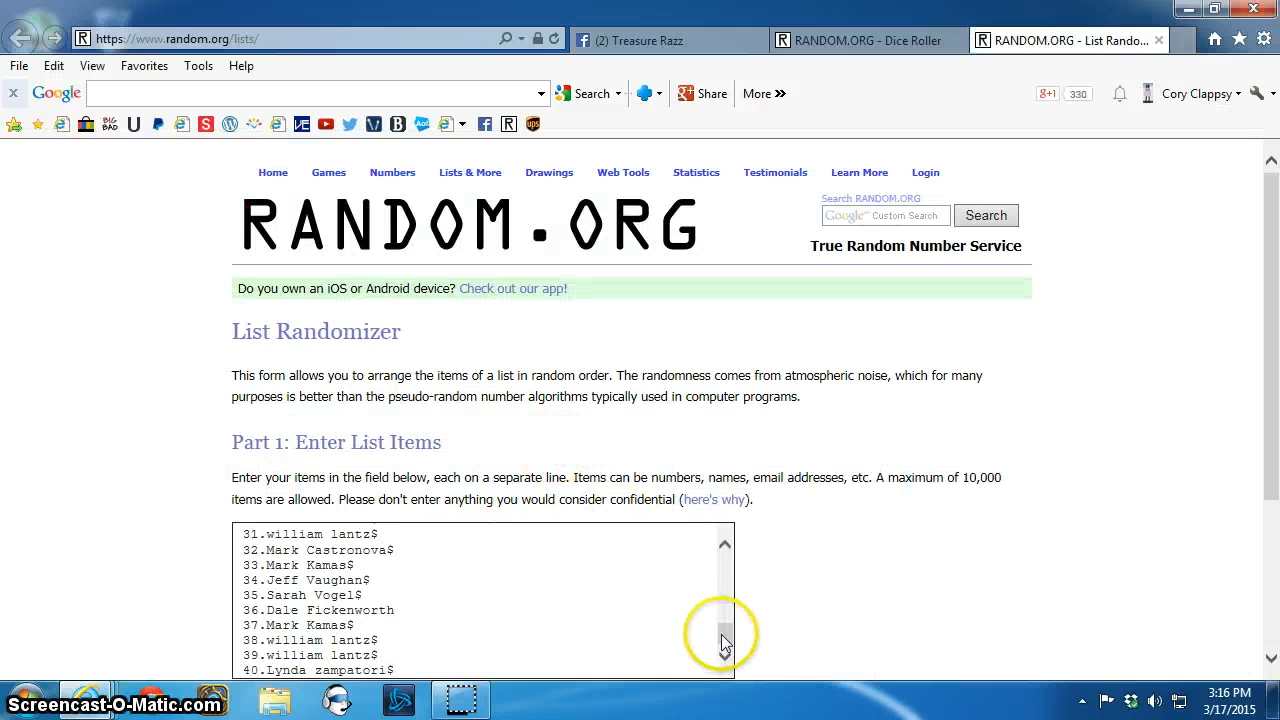 https://www.random.org/lists/
(2) Treasure Razz
RANDOM.ORG - Dice Roller
RANDOM.ORG - List Rando...
File Edit View Favorites Tools Help
Google
Search
Share
More »
g+1 330
Cory Clappsy
BIG BAD
U
S
VE
V
B
Aol
R
ups
Home Games Numbers Lists & More Drawings Web Tools Statistics Testimonials Learn More Login
RANDOM.ORG
Search RANDOM.ORG
Google™ Custom Search
Search
True Random Number Service
Do you own an iOS or Android device? Check out our app!
List Randomizer
This form allows you to arrange the items of a list in random order. The randomness comes from atmospheric noise, which for many
purposes is better than the pseudo-random number algorithms typically used in computer programs.
Part 1: Enter List Items
Enter your items in the field below, each on a separate line. Items can be numbers, names, email addresses, etc. A maximum of 10,000
items are allowed. Please don't enter anything you would consider confidential (here's why).
31.william lantz$
32.Mark Castronova$
33.Mark Kamas$
34.Jeff Vaughan$
35.Sarah Vogel$
36.Dale Fickenworth
37.Mark Kamas$
38.william lantz$
39.william lantz$
40.Lynda zampatori$
Screencast-O-Matic.com
3:16 PM
3/17/2015